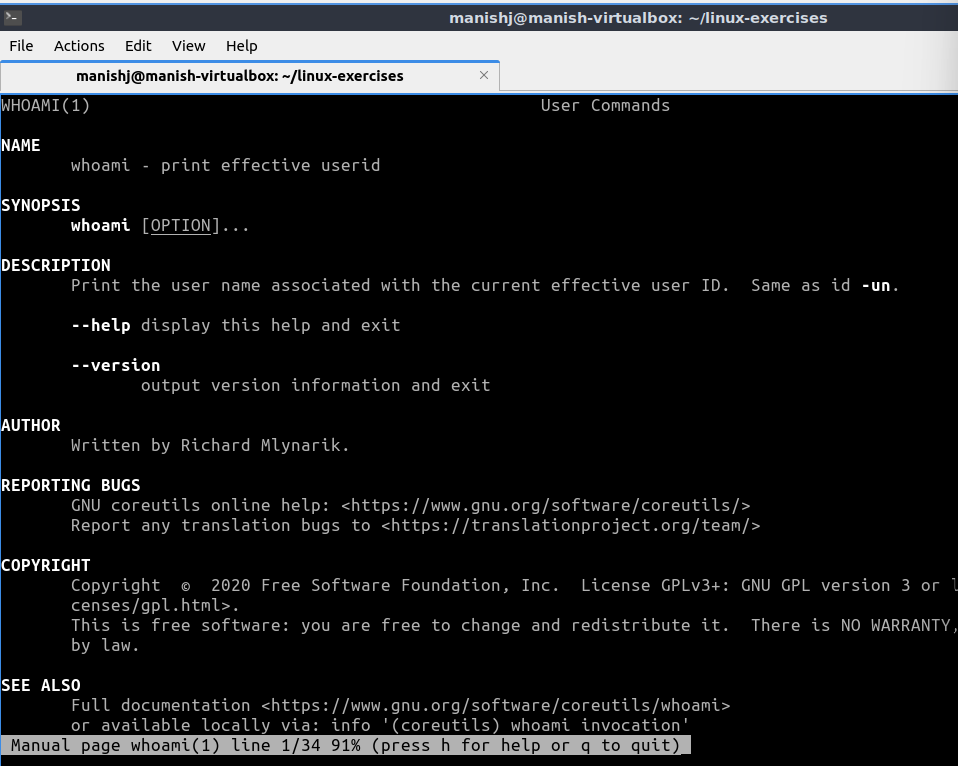 manishj@manish-virtualbox: ~/linux-exercises
File Actions Edit View Help
manishj@manish-virtualbox: ~/linux-exercises ×
WHOAMI(1) User Commands
NAME
whoami - print effective userid
SYNOPSIS
whoami [OPTION]...
DESCRIPTION
Print the user name associated with the current effective user ID. Same as id -un.
--help display this help and exit
--version
output version information and exit
AUTHOR
Written by Richard Mlynarik.
REPORTING BUGS
GNU coreutils online help: <https://www.gnu.org/software/coreutils/>
Report any translation bugs to <https://translationproject.org/team/>
COPYRIGHT
Copyright © 2020 Free Software Foundation, Inc. License GPLv3+: GNU GPL version 3 or
censes/gpl.html>.
This is free software: you are free to change and redistribute it. There is NO WARRANTY,
by law.
SEE ALSO
Full documentation <https://www.gnu.org/software/coreutils/whoami>
or available locally via: info '(coreutils) whoami invocation'
Manual page whoami(1) line 1/34 91% (press h for help or q to quit)